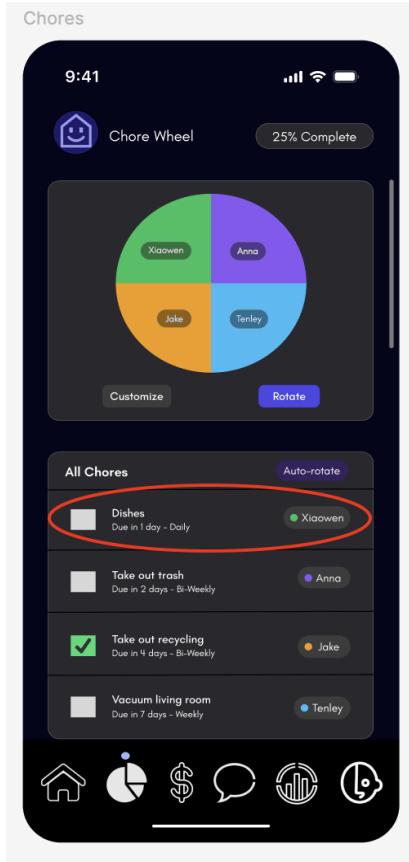 Chores
9:41
Chore Wheel
25% Complete
Xiaowen
Anna
Jake
Tenley
Customize
Rotate
All Chores
Auto-rotate
Dishes
Xiaowen
Due in 1 day - Daily
Take out trash
Anna
Due in 2 days - Bi-Weekly
Take out recycling
Jake
Due in 4 days - Bi-Weekly
Vacuum living room
Tenley
Due in 7 days - Weekly
$